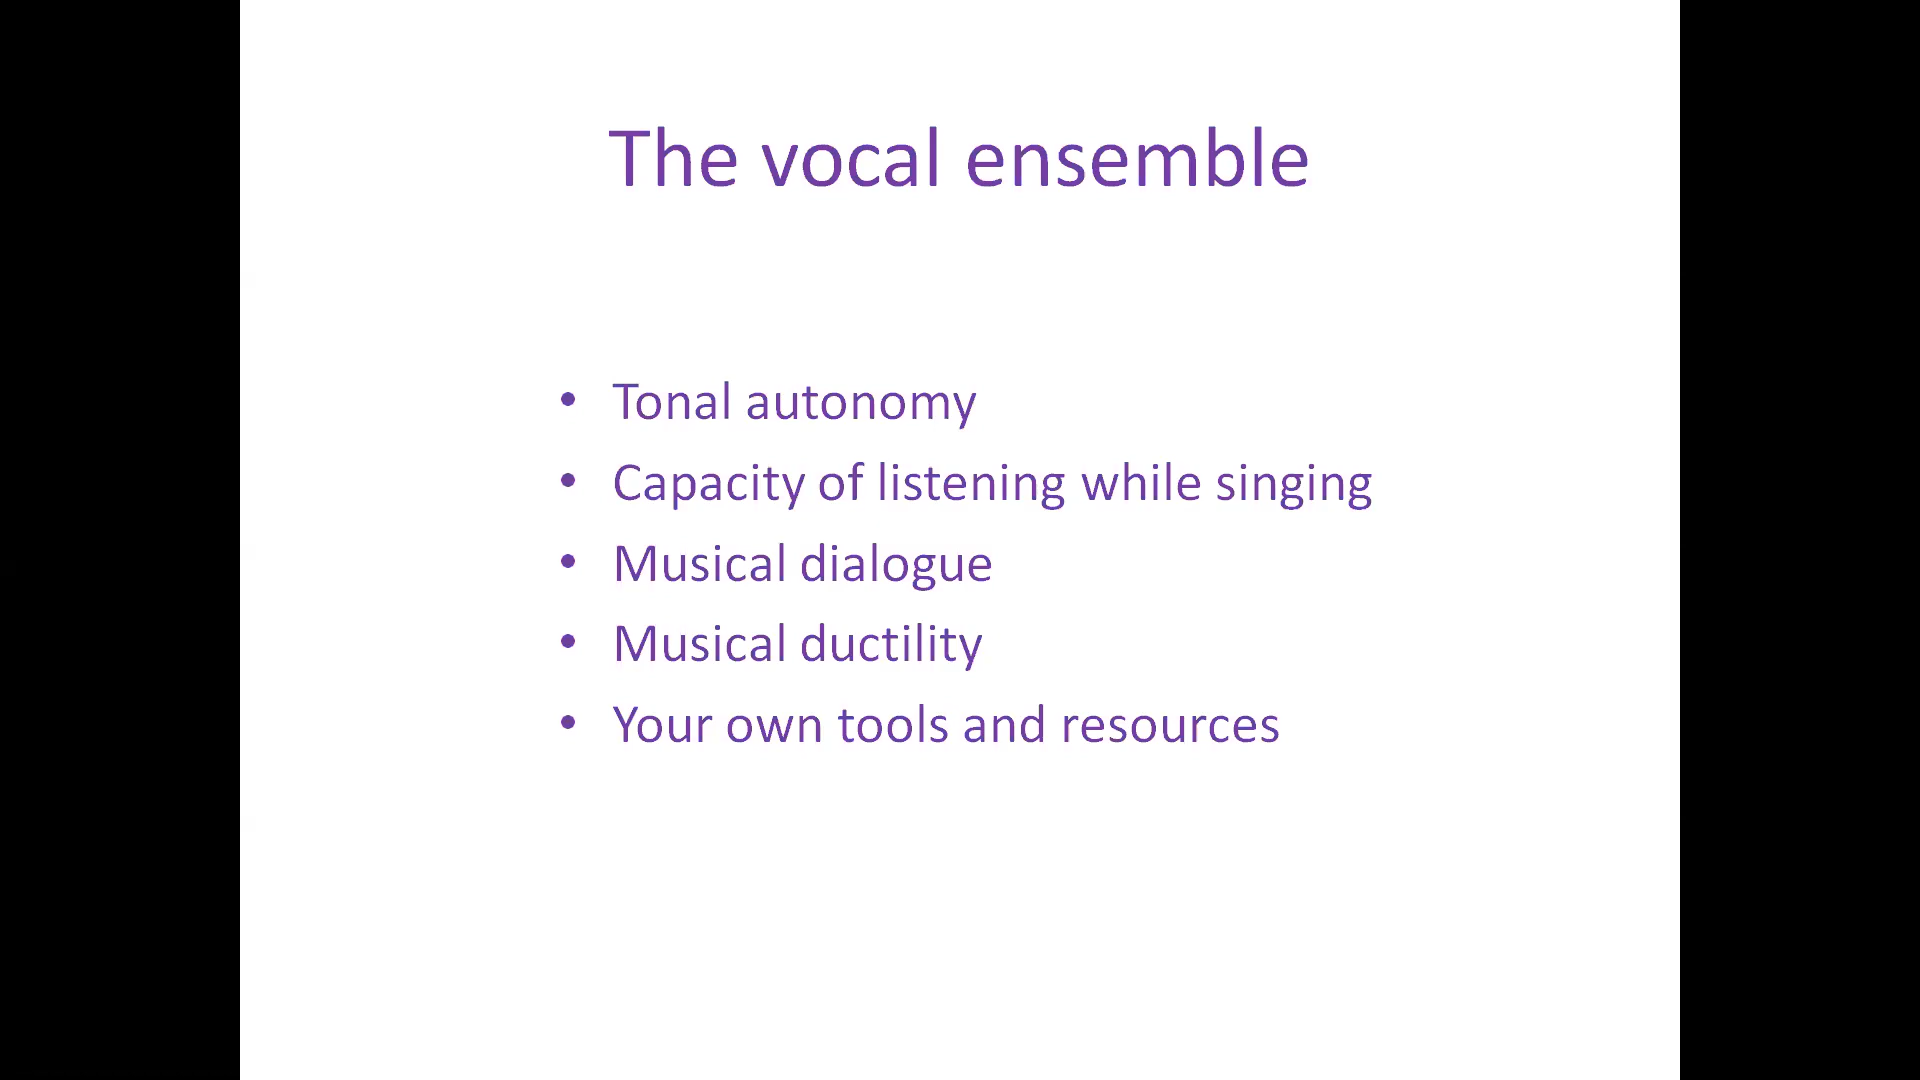 The vocal ensemble
• Tonal autonomy
• Capacity of listening while singing
• Musical dialogue
• Musical ductility
• Your own tools and resources